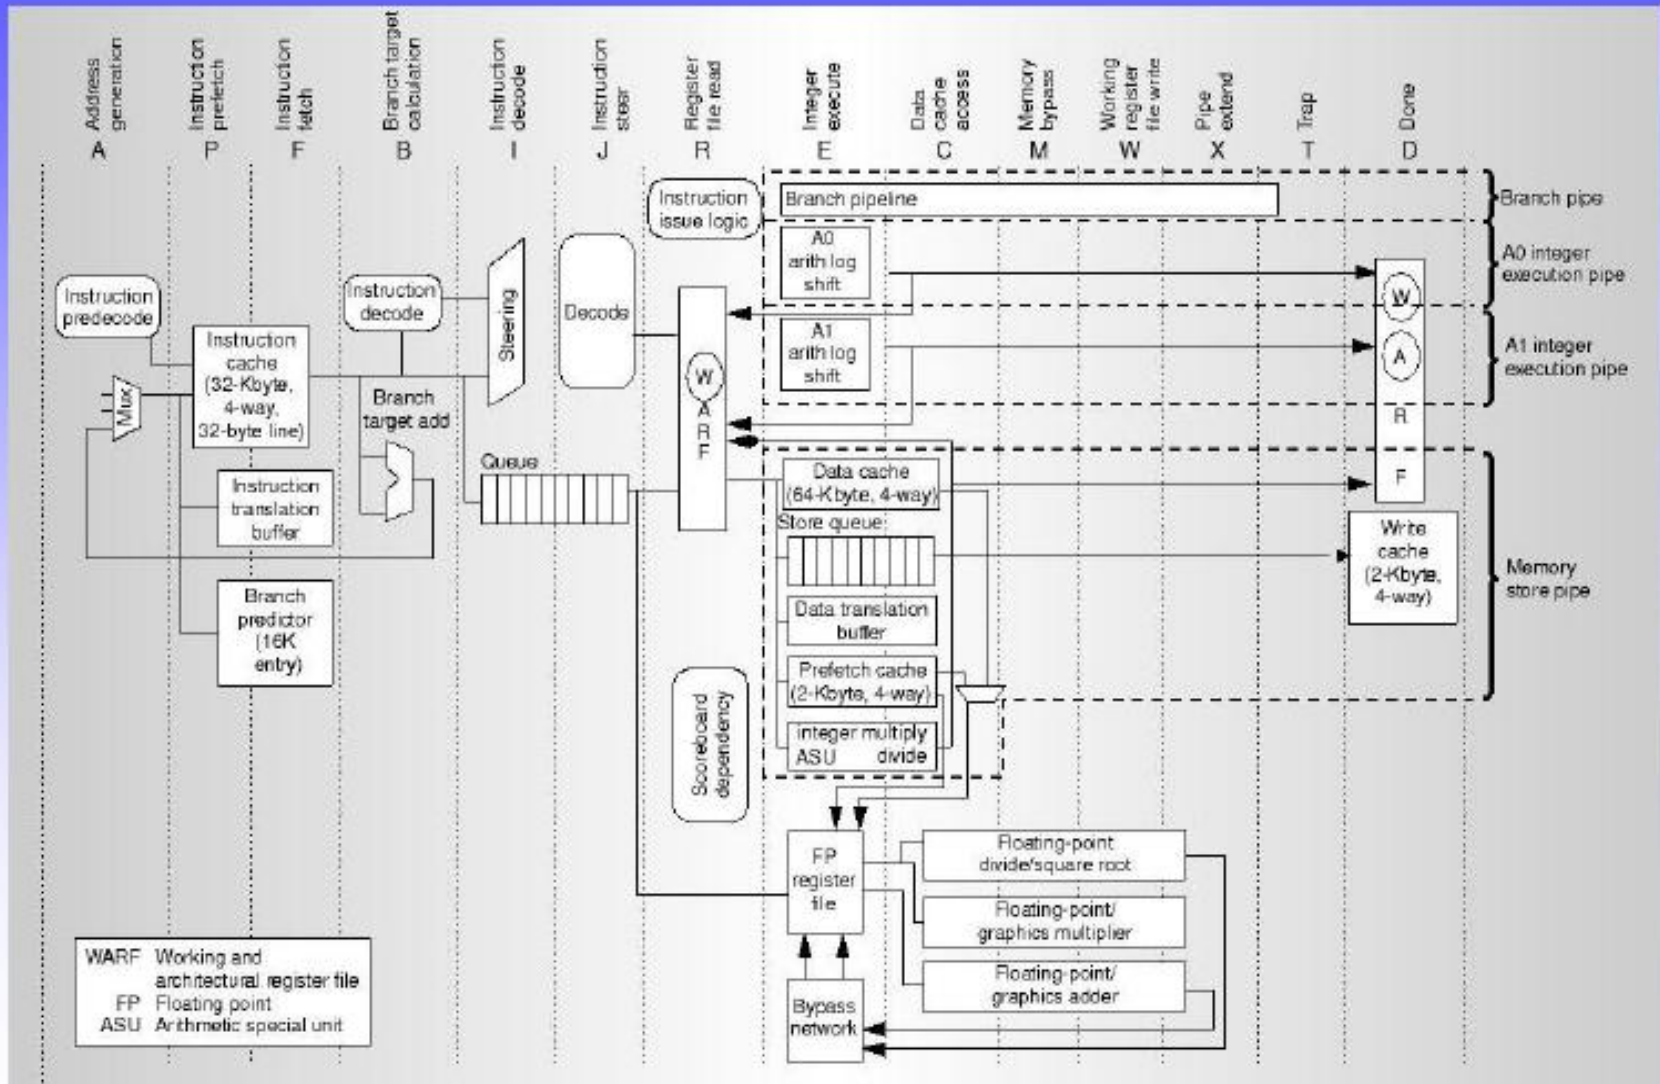 Address
generation
A
Instruction
prefetch
P
Instruction
fetch
F
Branch target
calculation
B
Instruction
decode
I
Instruction
steer
J
Register
file read
R
Integer
execute
E
Data
cache
access
C
Memory
bypass
M
Working
register
file write
W
Pipe
extend
X
Trap
T
Done
D
Instruction
issue logic
Branch pipeline
Branch pipe
A0
arith log
shift
A0 integer
execution pipe
A1
arith log
shift
A1 integer
execution pipe
Instruction
predecode
Mux
Instruction
cache
(32-Kbyte,
4-way,
32-byte line)
Instruction
translation
buffer
Branch
predictor
(16K
entry)
Instruction
decode
Branch
target add
Steering
Queue
Decode
W
A
R
F
Scoreboard
dependency
Data cache
(64-Kbyte, 4-way)
Store queue
Data translation
buffer
Prefetch cache
(2-Kbyte, 4-way)
integer multiply
ASU divide
W
A
R
F
Write
cache
(2-Kbyte,
4-way)
Memory
store pipe
FP
register
file
Bypass
network
Floating-point
divide/square root
Floating-point/
graphics multiplier
Floating-point/
graphics adder
WARF Working and
architectural register file
FP Floating point
ASU Arithmetic special unit